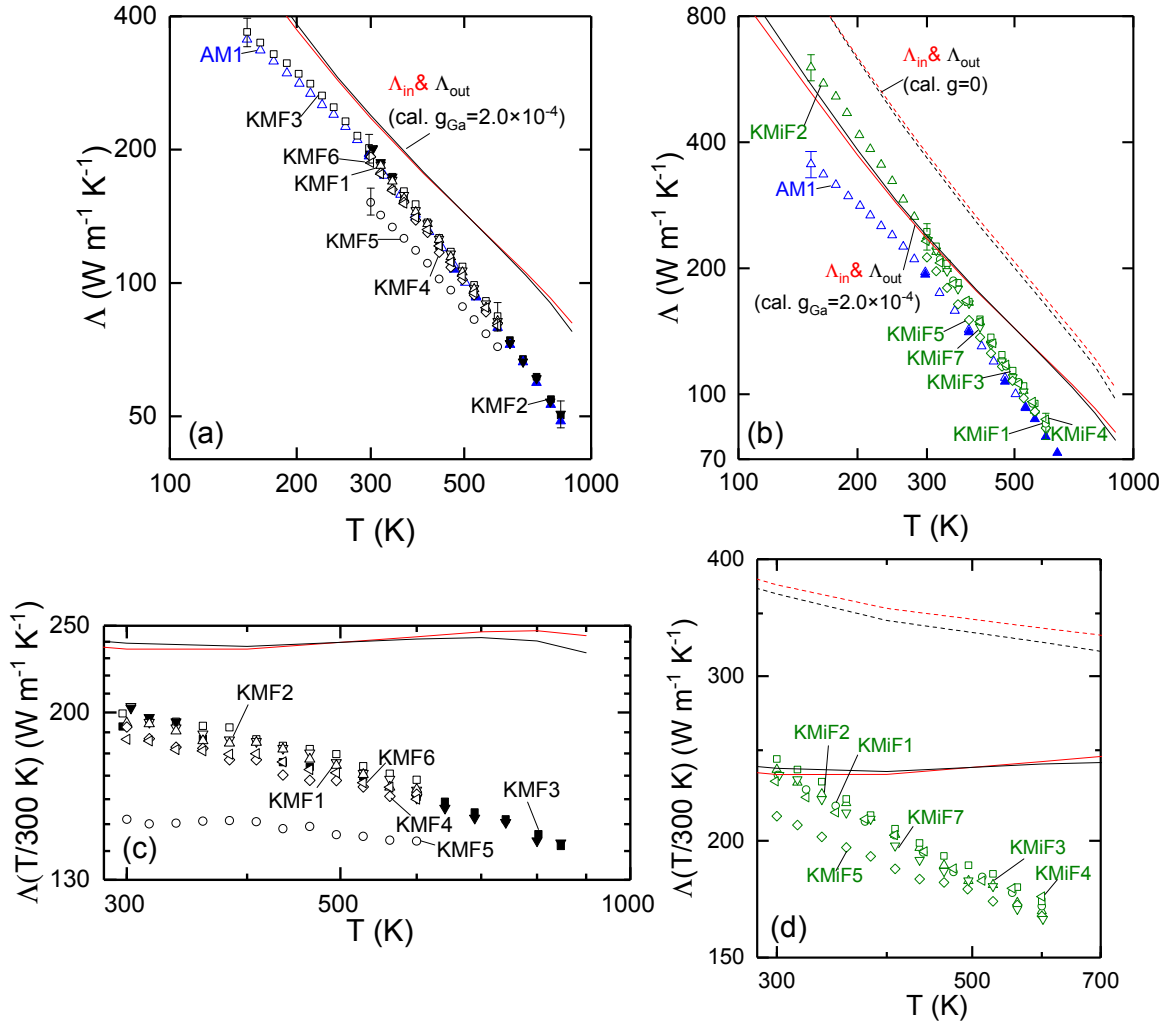 400
200
100
50
Λ (W m⁻¹ K⁻¹)
AM1
KMF3
KMF6
KMF1
KMF5
KMF4
KMF2
Λin& Λout
(cal. gGa=2.0×10⁻⁴)
(a)
100 200 300 500 1000
T (K)
800
400
200
100
70
Λ (W m⁻¹ K⁻¹)
KMiF2
AM1
Λin& Λout
(cal. g=0)
Λin& Λout
(cal. gGa=2.0×10⁻⁴)
KMiF5
KMiF7
KMiF3
KMiF1
KMiF4
(b)
100 200 300 500 1000
T (K)
250
200
130
Λ(T/300 K) (W m⁻¹ K⁻¹)
KMF2
KMF6
KMF1
KMF4
KMF3
KMF5
(c)
300 500 1000
T (K)
400
300
200
150
Λ(T/300 K) (W m⁻¹ K⁻¹)
KMiF2
KMiF1
KMiF7
KMiF5
KMiF3
KMiF4
(d)
300 500 700
T (K)